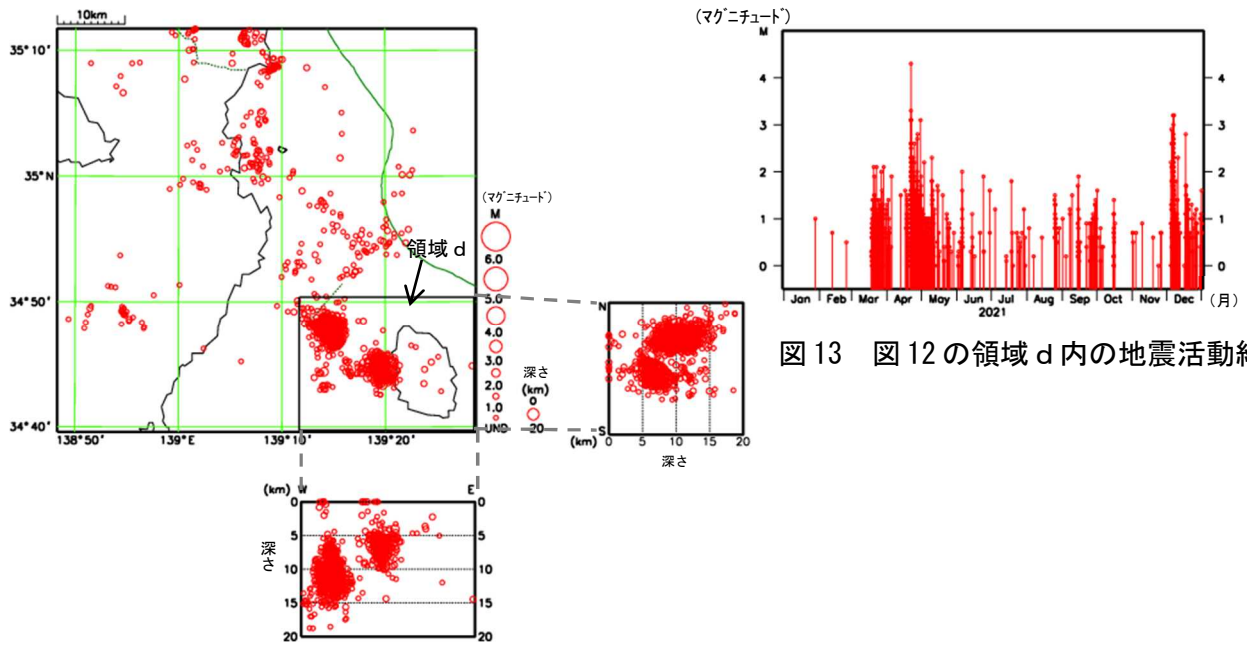 10km
35°10'
35°N
34°50'
34°40'
138°50'
139°E
139°10'
139°20'
領域d
(マグニチュード)
M
6.0
5.0
4.0
3.0
2.0
1.0
UND
深さ
(km)
0
20
N
S
(km) 0 5 10 15 20
深さ
(km) W E
0 0
5 5
10 10
15 15
20 20
深さ
(マグニチュード)
M
4 4
3 3
2 2
1 1
0 0
Jan Feb Mar Apr May Jun Jul Aug Sep Oct Nov Dec (月)
2021
図13 図12の領域d内の地震活動